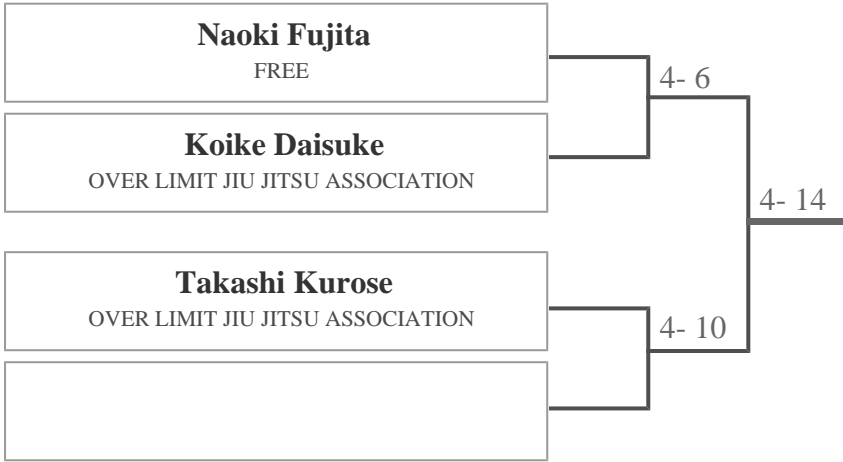 Naoki Fujita
FREE
4- 6
Koike Daisuke
OVER LIMIT JIU JITSU ASSOCIATION
4- 14
Takashi Kurose
OVER LIMIT JIU JITSU ASSOCIATION
4- 10